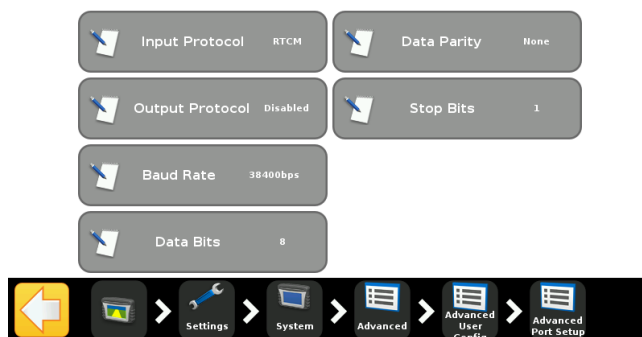 Input Protocol RTCM
Data Parity None
Output Protocol Disabled
Stop Bits 1
Baud Rate 38400bps
Data Bits 8
Settings
System
Advanced
Advanced
User
Config
Advanced
Port Setup